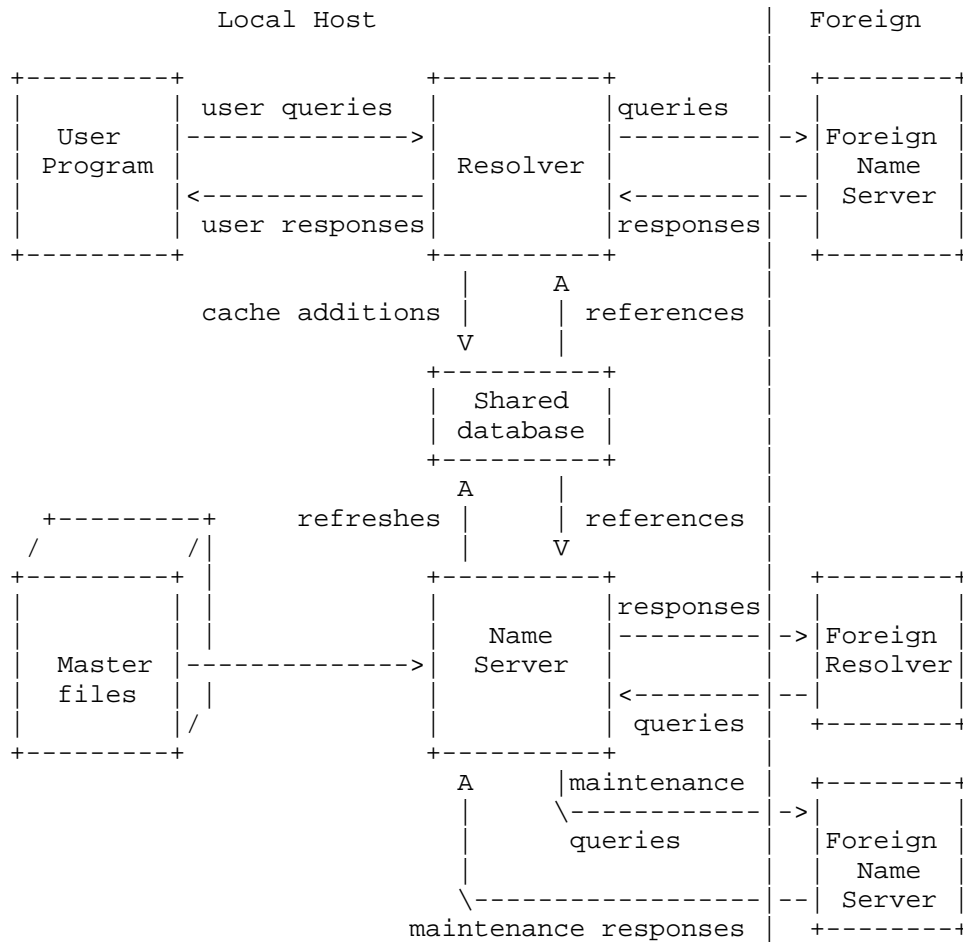 Local Host | Foreign
user queries queries
User Foreign
Program Resolver Name
Server
user responses responses
A
cache additions references
V
Shared
database
A
refreshes references
V
responses
Name Foreign
Master Server Resolver
files
queries
A maintenance
queries Foreign
Name
Server
maintenance responses